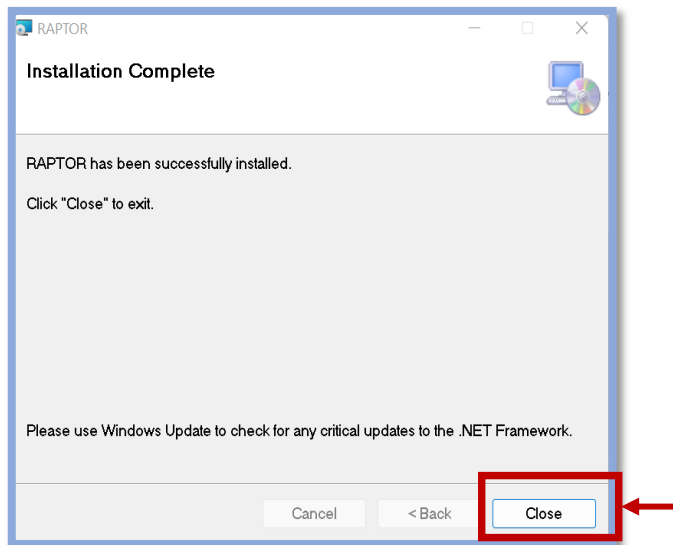 RAPTOR
Installation Complete
RAPTOR has been successfully installed.
Click "Close" to exit.
Please use Windows Update to check for any critical updates to the .NET Framework.
Cancel
< Back
Close